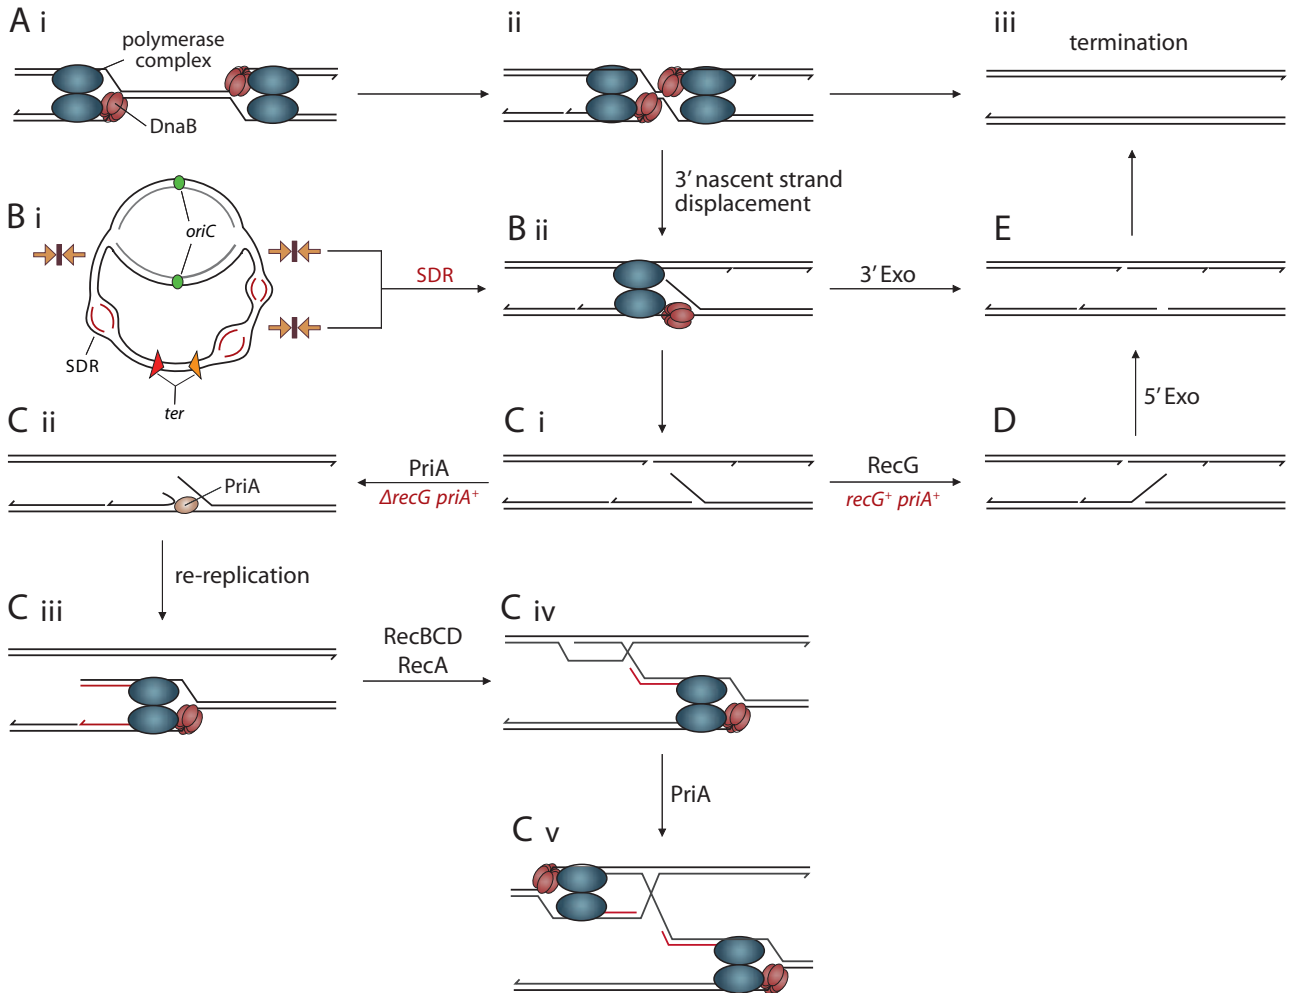 A i
polymerase
complex
DnaB
ii
iii
termination
3’ nascent strand
displacement
B i
oriC
SDR
ter
SDR
B ii
3’ Exo
E
5’ Exo
C ii
PriA
PriA
ΔrecG priA⁺
C i
RecG
recG⁺ priA⁺
D
re-replication
C iii
RecBCD
RecA
C iv
PriA
C v